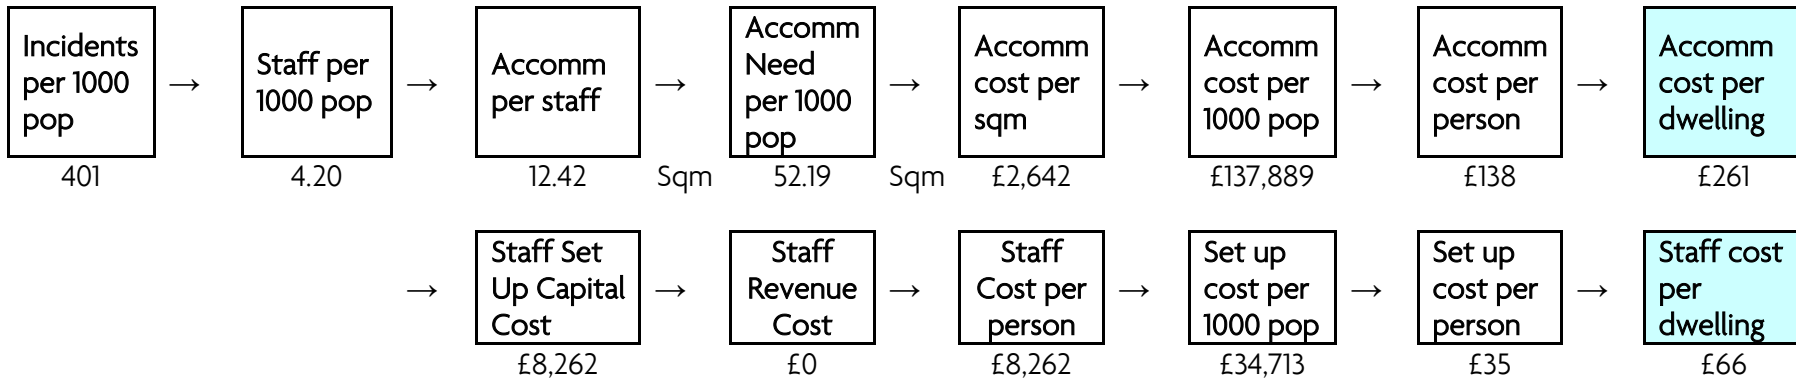 Incidents
per 1000
pop
401
→
Staff per
1000 pop
4.20
→
Accomm
per staff
12.42
→
Sqm
Accomm
Need
per 1000
pop
52.19
→
Sqm
Accomm
cost per
sqm
£2,642
→
Accomm
cost per
1000 pop
£137,889
→
Accomm
cost per
person
£138
→
Accomm
cost per
dwelling
£261
→
Staff Set
Up Capital
Cost
£8,262
→
Staff
Revenue
Cost
£0
→
Staff
Cost per
person
£8,262
→
Set up
cost per
1000 pop
£34,713
→
Set up
cost per
person
£35
→
Staff cost
per
dwelling
£66